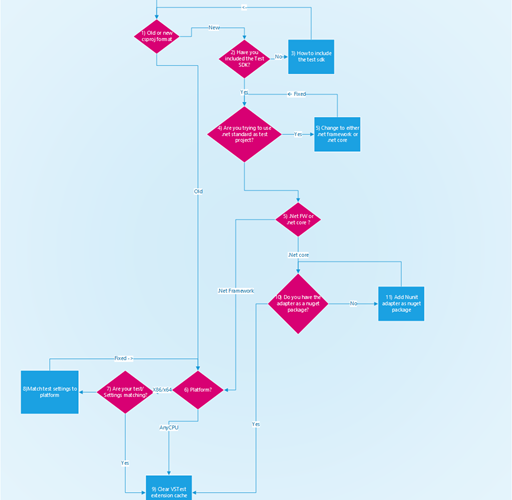 <-
1) Old or new
csproj format
New
2) Have you
included the Test
SDK?
No
3) How to include
the test sdk
Yes
<- Fixed
4) Are you trying to use
.net standard as test
project?
Yes
5) Change to either
.net framework or
.net core
Old
5) .Net FW or
.net core ?
.Net core
.Net Framework
10) Do you have the
adapter as a nuget
package?
No
11) Add Nunit
adapter as nuget
package
Fixed ->
8)Match test settings to
platform
7) Are your test/
Settings matching?
X86/x64
6) Platform?
AnyCPU
Yes
Yes
9) Clear VSTest
extension cache